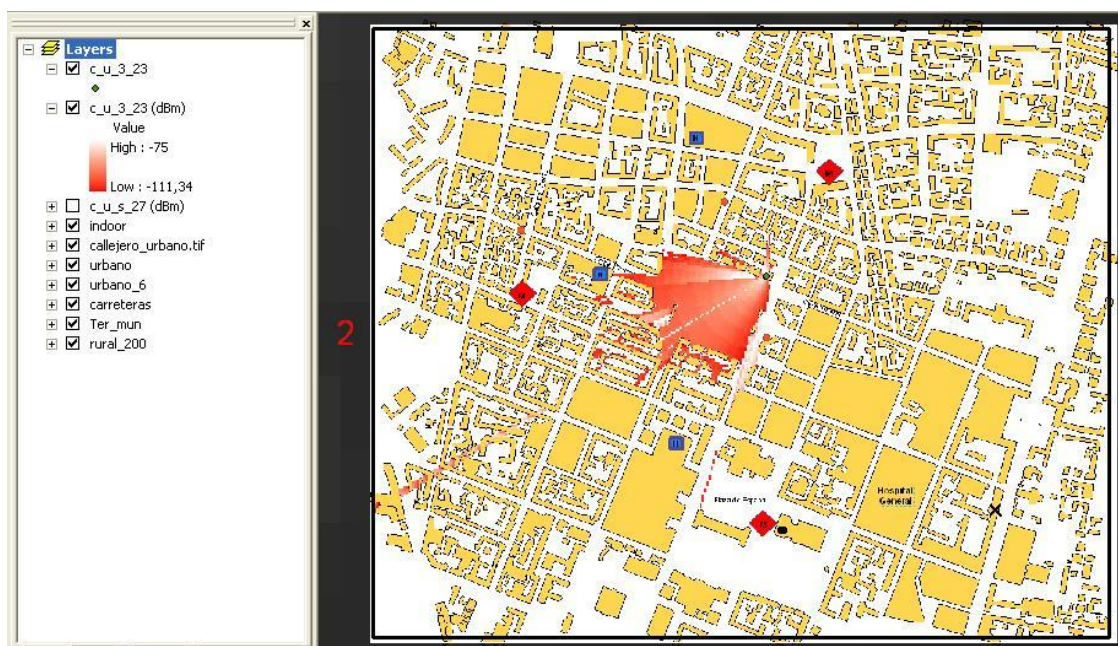 Layers
c_u_3_23
c_u_3_23 (dBm)
Value
High : -75
Low : -111,34
c_u_s_27 (dBm)
indoor
callejero_urbano.tif
urbano
urbano_6
carreteras
Ter_mun
rural_200
2
Hospital
General